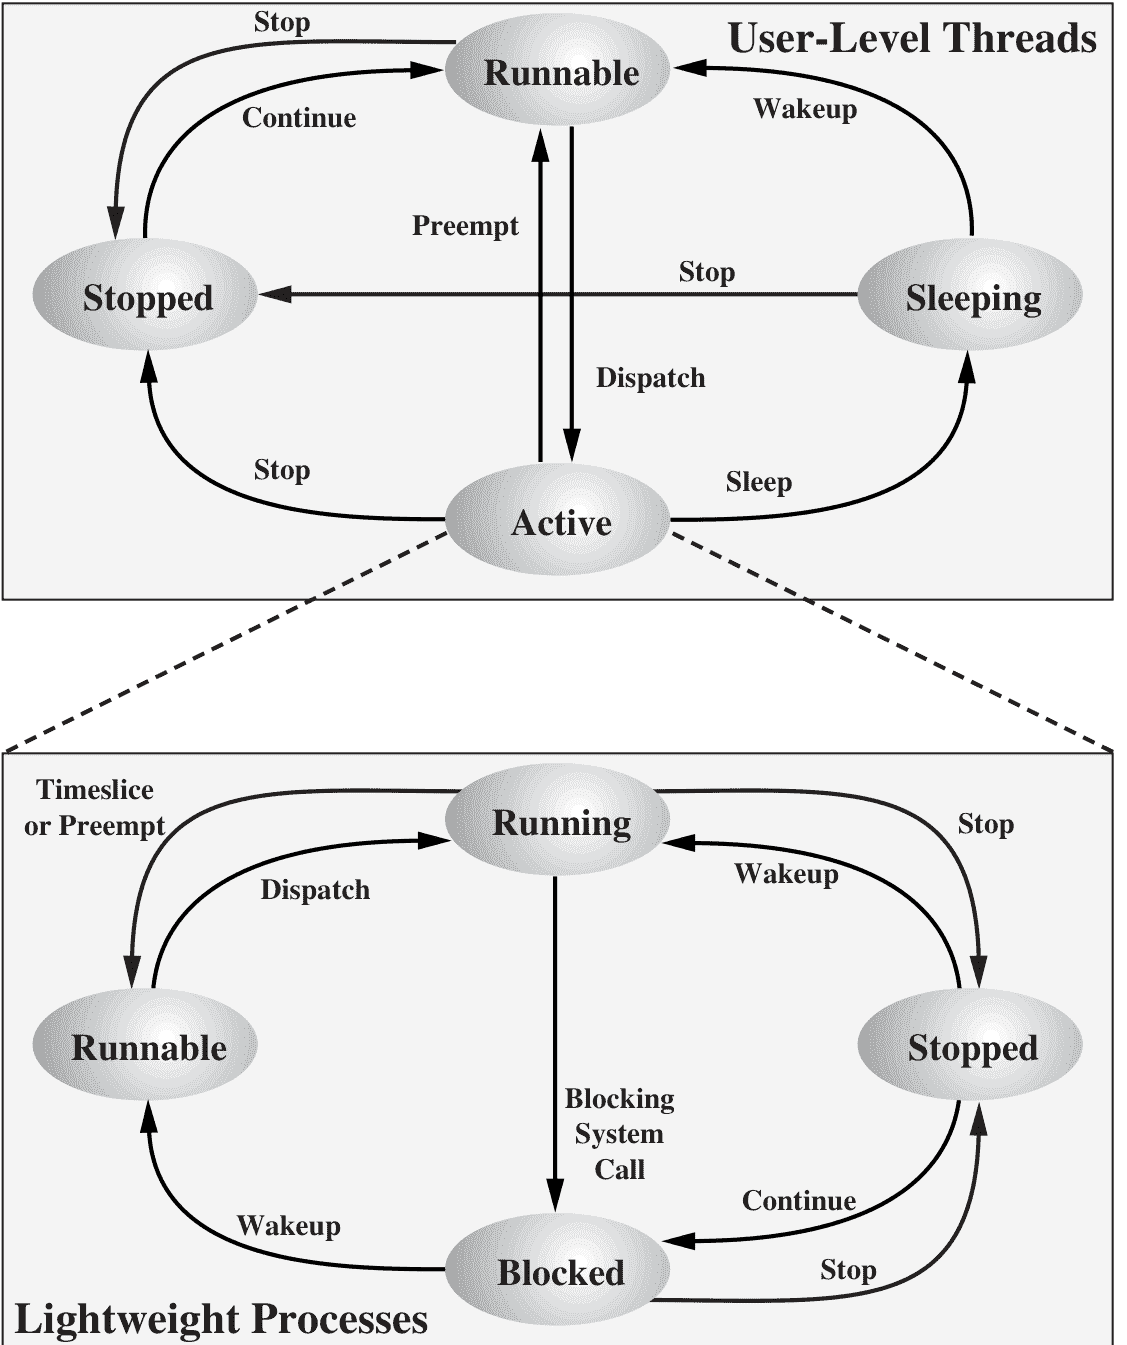 Stop
User-Level Threads
Runnable
Continue
Wakeup
Preempt
Stop
Stopped
Sleeping
Dispatch
Stop
Sleep
Active
Timeslice
or Preempt
Running
Stop
Dispatch
Wakeup
Runnable
Stopped
Blocking
System
Call
Continue
Wakeup
Blocked
Stop
Lightweight Processes